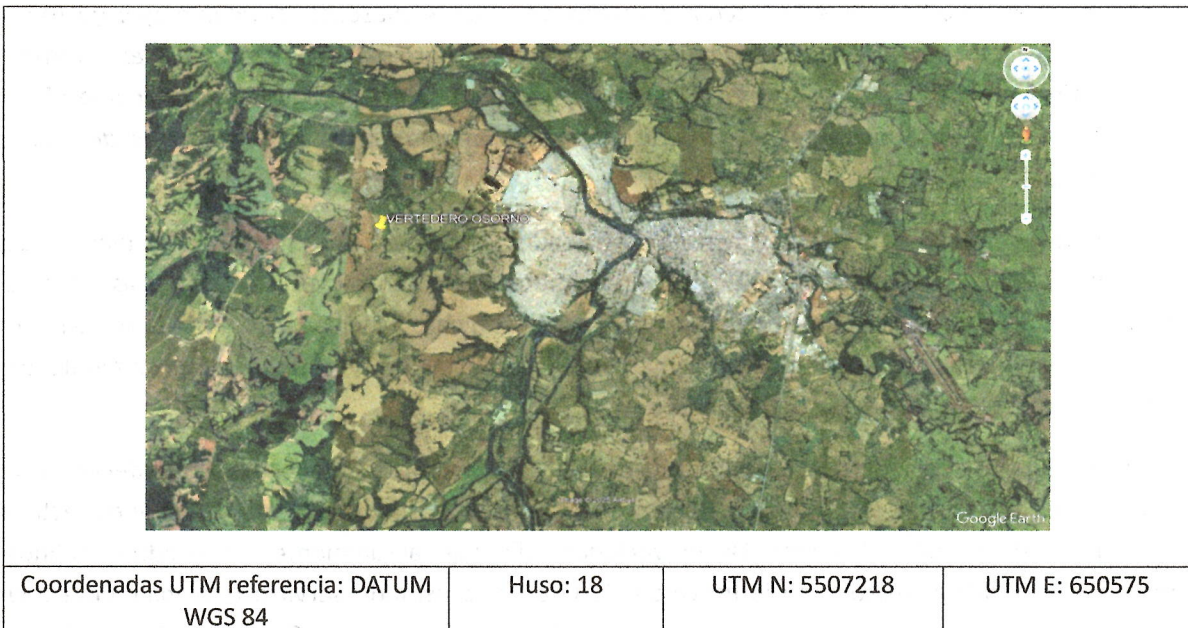 VERTEDERO OSORNO
Google Earth
Coordenadas UTM referencia: DATUM WGS 84
Huso: 18
UTM N: 5507218
UTM E: 650575